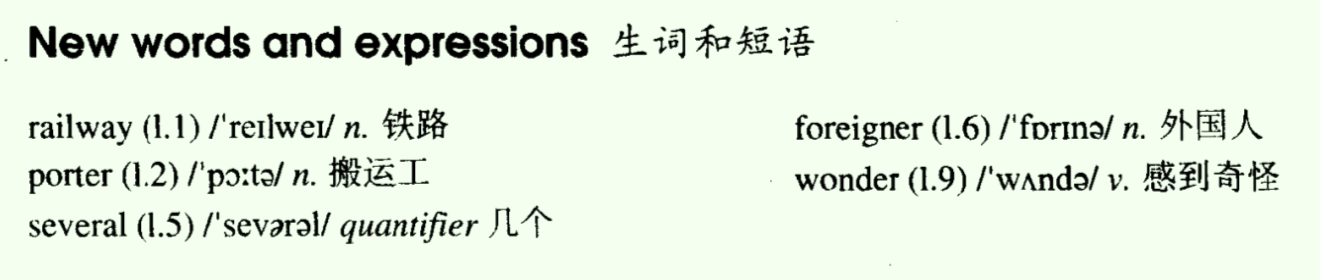 New words and expressions 生词和短语
railway (l.1) /ˈreɪlweɪ/ n. 铁路
porter (l.2) /ˈpɔːtə/ n. 搬运工
several (l.5) /ˈsevərəl/ quantifier 几个
foreigner (l.6) /ˈfɒrɪnə/ n. 外国人
wonder (l.9) /ˈwʌndə/ v. 感到奇怪